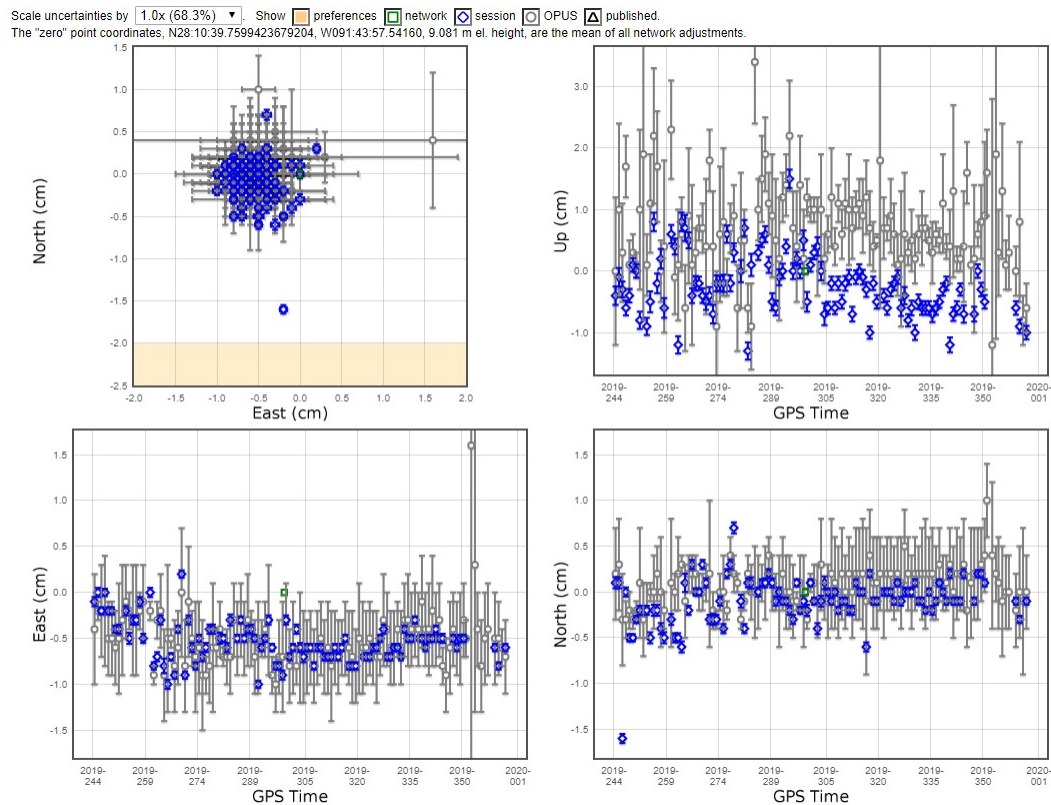 Scale uncertainties by 1.0x (68.3%) ▼. Show preferences network session OPUS published.
The "zero" point coordinates, N28:10:39.7599423679204, W091:43:57.54160, 9.081 m el. height, are the mean of all network adjustments.
1.5
1.0
0.5
0.0
-0.5
-1.0
-1.5
-2.0
-2.5
North (cm)
-2.0 -1.5 -1.0 -0.5 0.0 0.5 1.0 1.5 2.0
East (cm)
3.0
2.0
1.0
0.0
-1.0
Up (cm)
2019-244 2019-259 2019-274 2019-289 2019-305 2019-320 2019-335 2019-350 2020-001
GPS Time
1.5
1.0
0.5
0.0
-0.5
-1.0
-1.5
East (cm)
2019-244 2019-259 2019-274 2019-289 2019-305 2019-320 2019-335 2019-350 2020-001
GPS Time
1.5
1.0
0.5
0.0
-0.5
-1.0
-1.5
North (cm)
2019-244 2019-259 2019-274 2019-289 2019-305 2019-320 2019-335 2019-350 2020-001
GPS Time